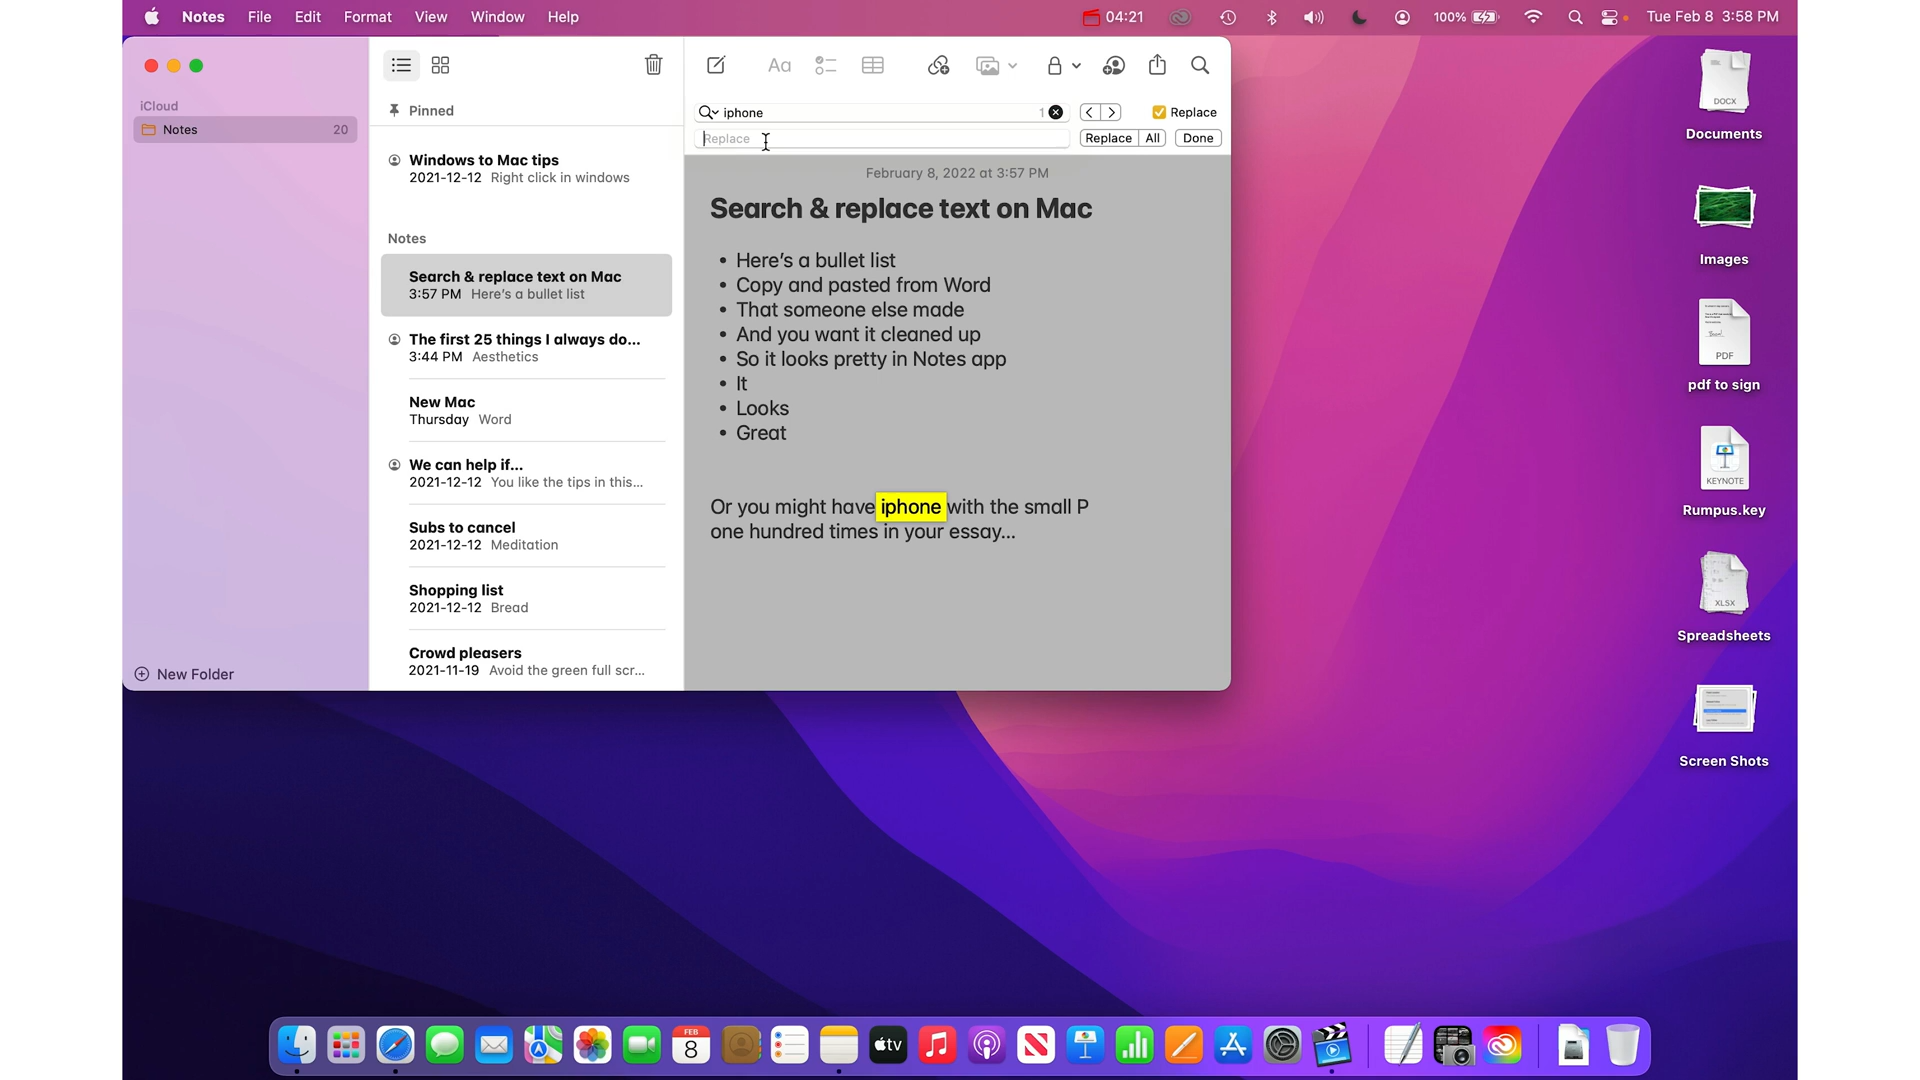 Notes File Edit Format View Window Help 04:21 100% Tue Feb 8 3:58 PM
iCloud
Notes 20
New Folder
Pinned
Windows to Mac tips
2021-12-12 Right click in windows
Notes
Search & replace text on Mac
3:57 PM Here's a bullet list
The first 25 things I always do...
3:44 PM Aesthetics
New Mac
Thursday Word
We can help if...
2021-12-12 You like the tips in this...
Subs to cancel
2021-12-12 Meditation
Shopping list
2021-12-12 Bread
Crowd pleasers
2021-11-19 Avoid the green full scr...
Aa
iphone 1 Replace
Replace Replace All Done
February 8, 2022 at 3:57 PM
Search & replace text on Mac
• Here's a bullet list
• Copy and pasted from Word
• That someone else made
• And you want it cleaned up
• So it looks pretty in Notes app
• It
• Looks
• Great
Or you might have iphone with the small P
one hundred times in your essay...
DOCX
Documents
Images
PDF
pdf to sign
KEYNOTE
Rumpus.key
XLSX
Spreadsheets
Screen Shots
FEB
8
tv